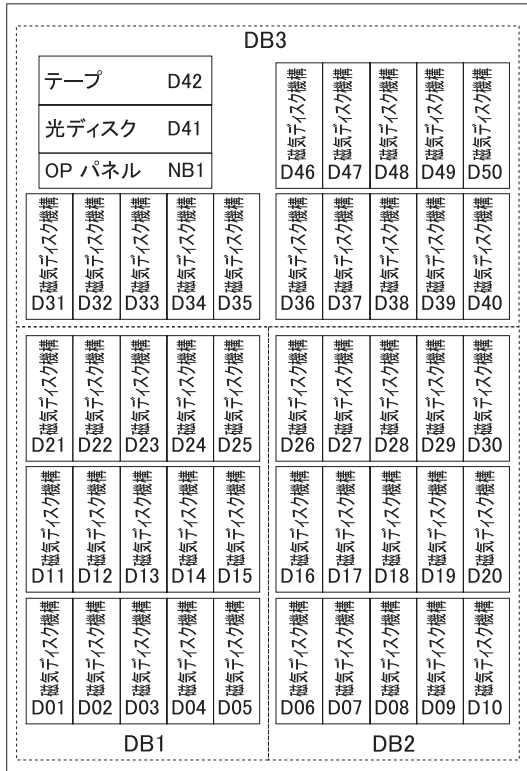 DB3
テープ D42
光ディスク D41
OP パネル NB1
磁気ディスク機構 磁気ディスク機構 磁気ディスク機構 磁気ディスク機構 磁気ディスク機構
D46 D47 D48 D49 D50
磁気ディスク機構 磁気ディスク機構 磁気ディスク機構 磁気ディスク機構 磁気ディスク機構 磁気ディスク機構 磁気ディスク機構 磁気ディスク機構 磁気ディスク機構 磁気ディスク機構
D31 D32 D33 D34 D35 D36 D37 D38 D39 D40
磁気ディスク機構 磁気ディスク機構 磁気ディスク機構 磁気ディスク機構 磁気ディスク機構 磁気ディスク機構 磁気ディスク機構 磁気ディスク機構 磁気ディスク機構 磁気ディスク機構
D21 D22 D23 D24 D25 D26 D27 D28 D29 D30
磁気ディスク機構 磁気ディスク機構 磁気ディスク機構 磁気ディスク機構 磁気ディスク機構 磁気ディスク機構 磁気ディスク機構 磁気ディスク機構 磁気ディスク機構 磁気ディスク機構
D11 D12 D13 D14 D15 D16 D17 D18 D19 D20
磁気ディスク機構 磁気ディスク機構 磁気ディスク機構 磁気ディスク機構 磁気ディスク機構 磁気ディスク機構 磁気ディスク機構 磁気ディスク機構 磁気ディスク機構 磁気ディスク機構
D01 D02 D03 D04 D05 D06 D07 D08 D09 D10
DB1 DB2